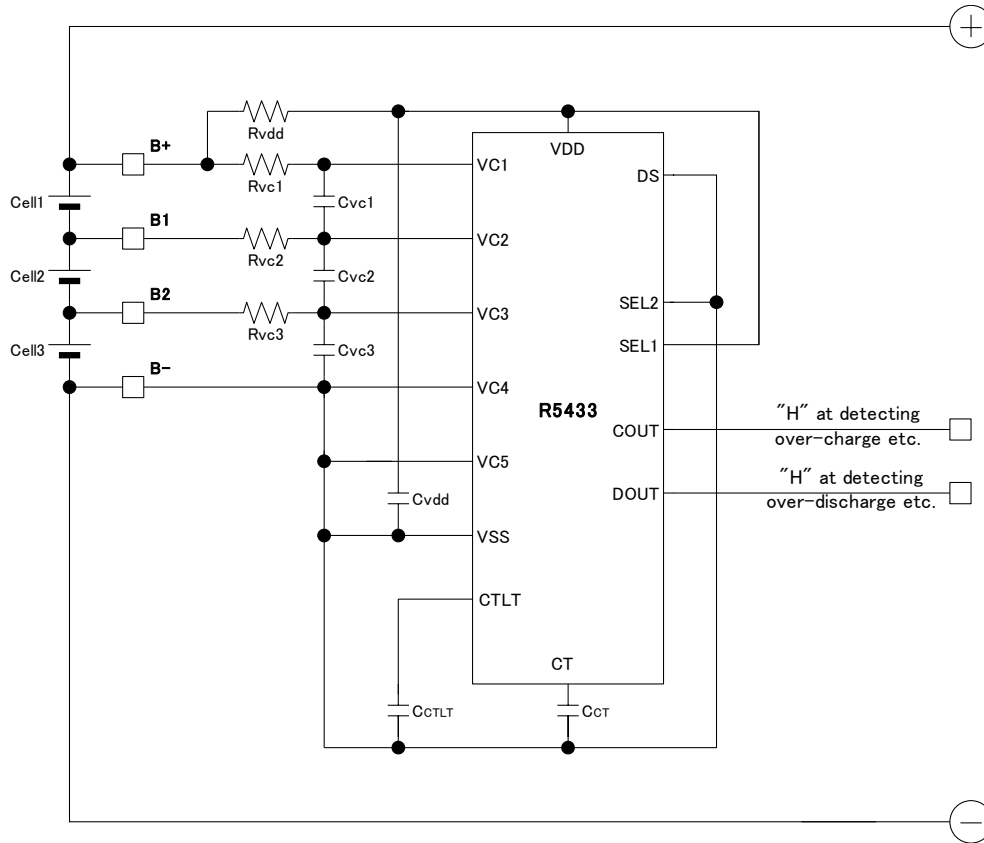 +
Rvdd
B+
VDD
Rvc1
VC1
DS
Cell1
Cvc1
B1
Rvc2
VC2
Cell2
Cvc2
B2
SEL2
Rvc3
VC3
SEL1
Cell3
Cvc3
B-
VC4
R5433
"H" at detecting
over-charge etc.
COUT
VC5
"H" at detecting
over-discharge etc.
DOUT
Cvdd
VSS
CTLT
CT
CCTLT
CCT
−